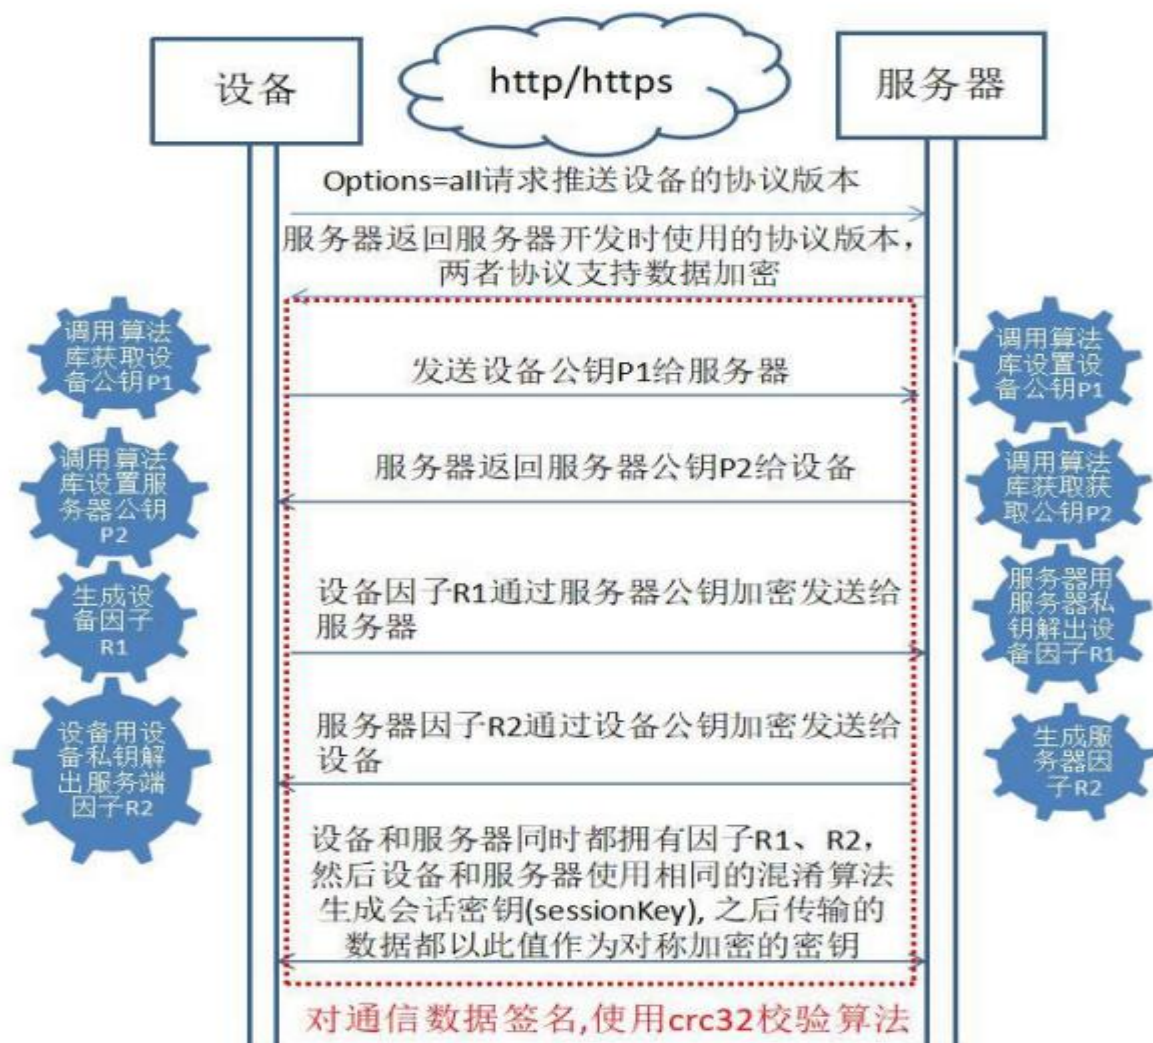 设备
http/https
服务器
Options=all请求推送设备的协议版本
服务器返回服务器开发时使用的协议版本，
两者协议支持数据加密
调用算法
库获取设
备公钥P1
发送设备公钥P1给服务器
调用算法
库设置设
备公钥P1
调用算法
库设置服
务器公钥
P2
服务器返回服务器公钥P2给设备
调用算法
库获取获
取公钥P2
生成设
备因子
R1
设备因子R1通过服务器公钥加密发送给
服务器
服务器用
服务器私
钥解出设
备因子R1
设备用设
备私钥解
出服务端
因子R2
服务器因子R2通过设备公钥加密发送给
设备
生成服
务器因
子R2
设备和服务器同时都拥有因子R1、R2，
然后设备和服务器使用相同的混淆算法
生成会话密钥(sessionKey), 之后传输的
数据都以此值作为对称加密的密钥
对通信数据签名,使用crc32校验算法